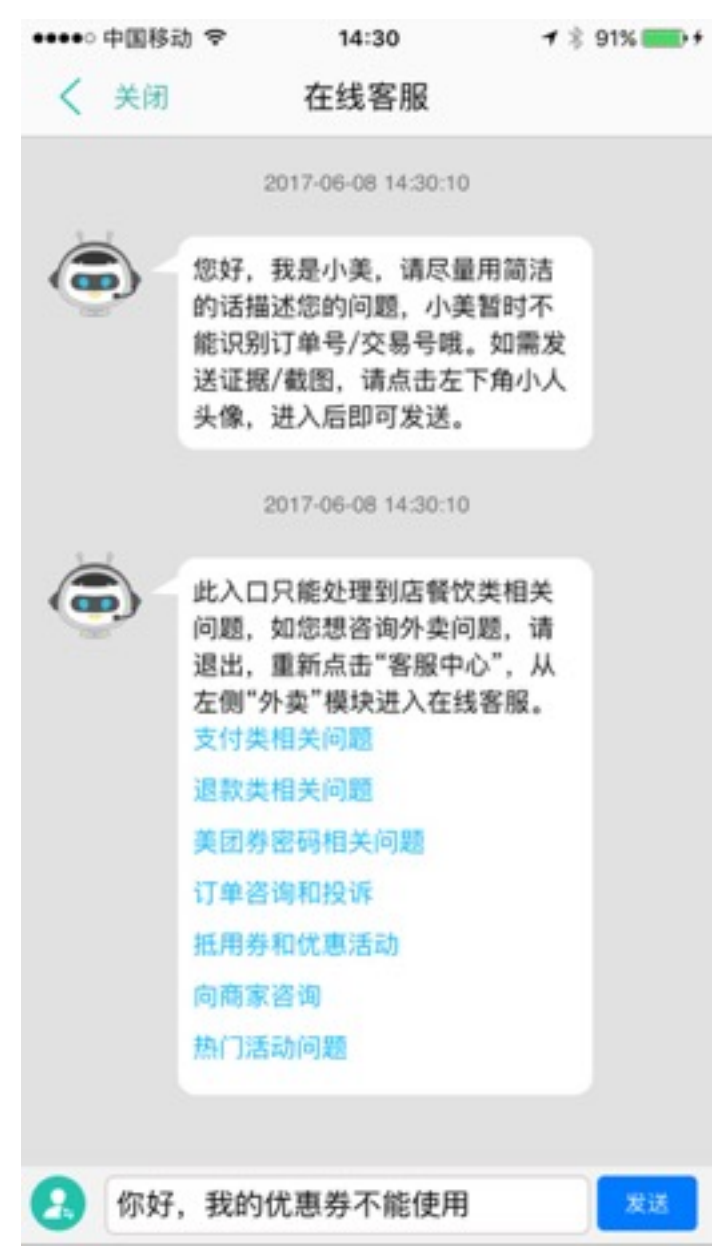 中国移动 14:30 91%
关闭 在线客服
2017-06-08 14:30:10
您好，我是小美，请尽量用简洁
的话描述您的问题，小美暂时不
能识别订单号/交易号哦。如需发
送证据/截图，请点击左下角小人
头像，进入后即可发送。
2017-06-08 14:30:10
此入口只能处理到店餐饮类相关
问题，如您想咨询外卖问题，请
退出，重新点击“客服中心”，从
左侧"外卖"模块进入在线客服。
支付类相关问题
退款类相关问题
美团券密码相关问题
订单咨询和投诉
抵用券和优惠活动
向商家咨询
热门活动问题
你好，我的优惠券不能使用 发送